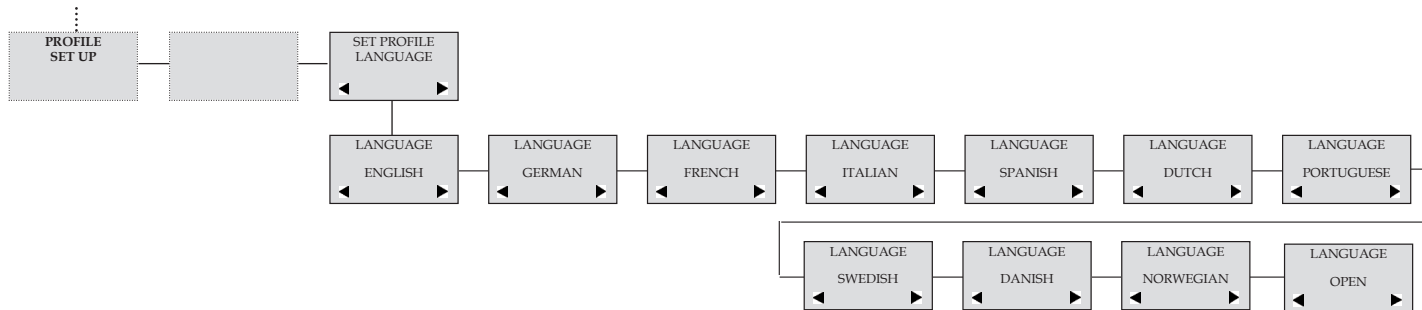 PROFILE
SET UP
SET PROFILE
LANGUAGE
LANGUAGE
ENGLISH
LANGUAGE
GERMAN
LANGUAGE
FRENCH
LANGUAGE
ITALIAN
LANGUAGE
SPANISH
LANGUAGE
DUTCH
LANGUAGE
PORTUGUESE
LANGUAGE
SWEDISH
LANGUAGE
DANISH
LANGUAGE
NORWEGIAN
LANGUAGE
OPEN